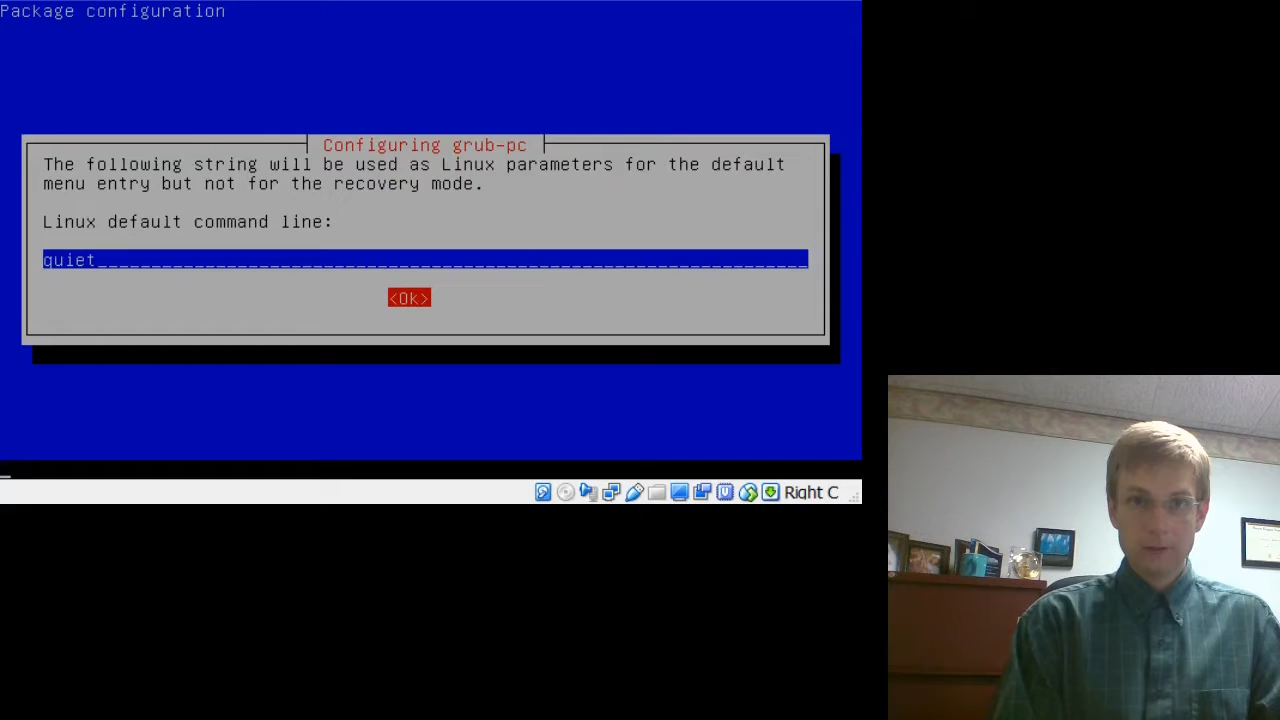 Package configuration
Configuring grub-pc
The following string will be used as Linux parameters for the default
menu entry but not for the recovery mode.
Linux default command line:
quiet
<Ok>
Right C